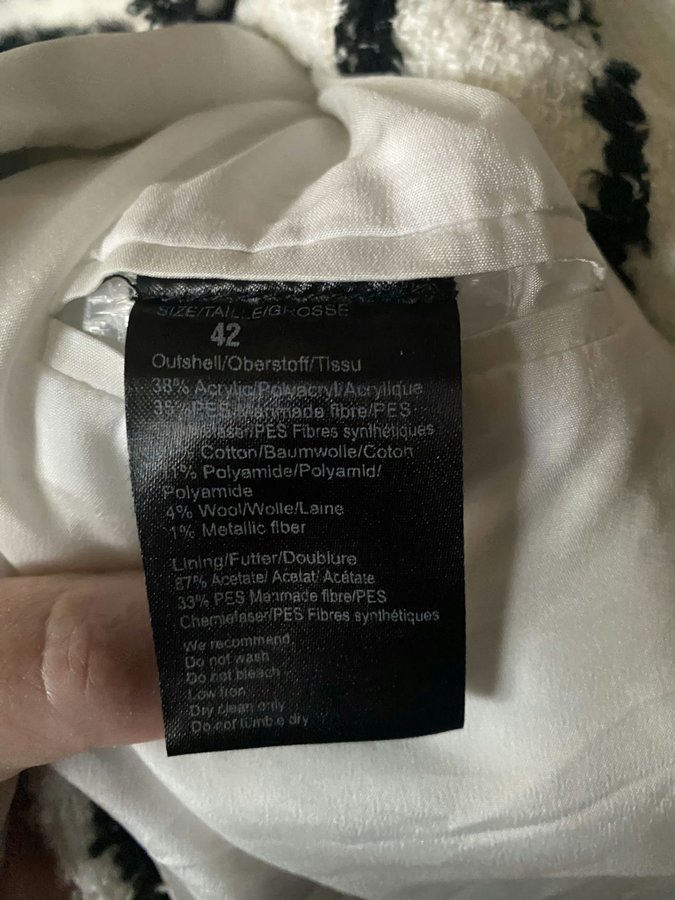 SIZE/TAILLE/GRÖSSE
42
Outshell/Oberstoff/Tissu
38% Acrylic/Polyacryl/Acrylique
PES Manmade fibre/PES
/PES Fibres synthétiques
Cotton/Baumwolle/Coton
1% Polyamide/Polyamid/
Polyamide
4% Wool/Wolle/Laine
1% Metallic fiber
Lining/Futter/Doublure
67% Acetate/ Acetat/ Acétate
33% PES Manmade fibre/PES
Chemiefaser/PES Fibres synthétiques
We recommend
Do not wash
Do not bleach
Low iron
Dry clean only
Do not tumble dry